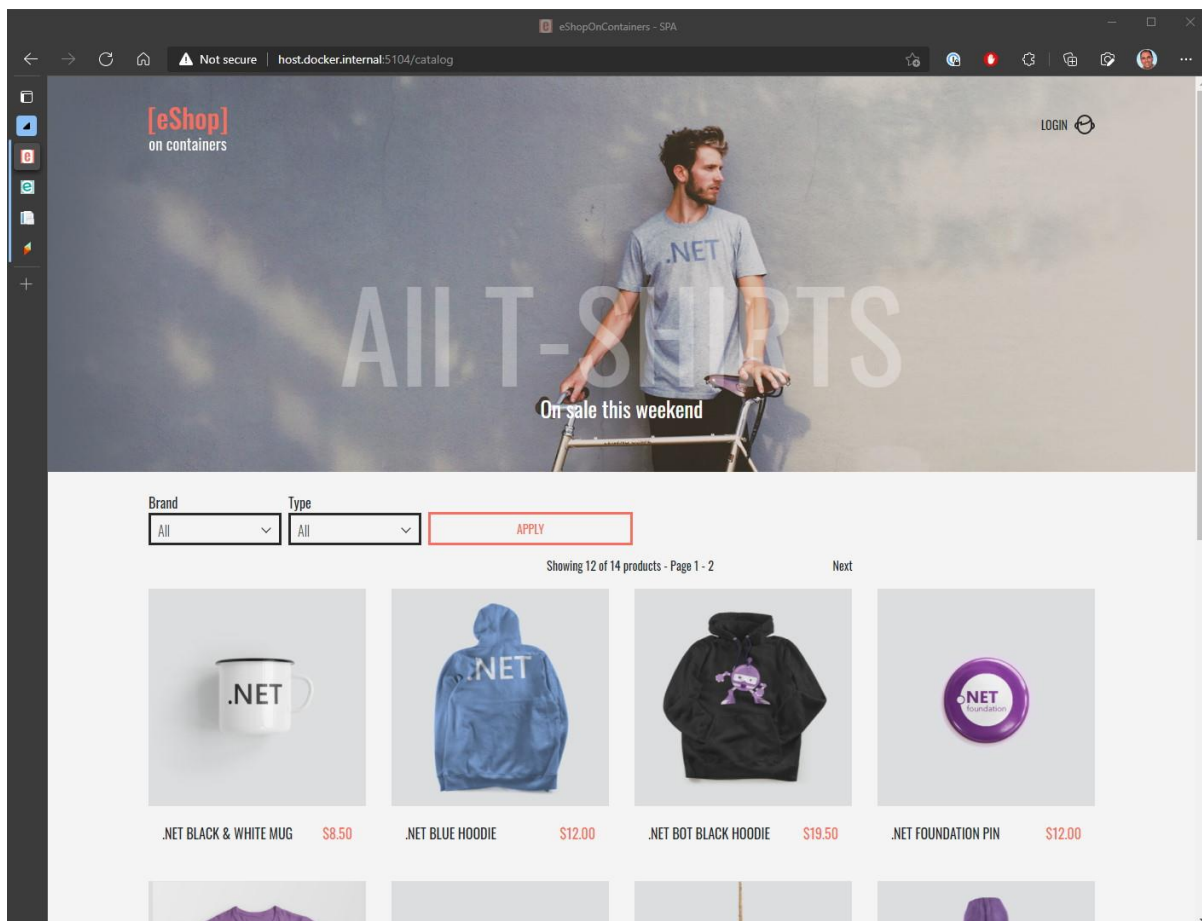 eShopOnContainers - SPA
Not secure | host.docker.internal:5104/catalog
[eShop]
on containers
LOGIN
.NET
All T-SHIRTS
On sale this weekend
Brand
Type
All
All
APPLY
Showing 12 of 14 products - Page 1 - 2
Next
.NET
.NET
.NET
foundation
.NET BLACK & WHITE MUG
$8.50
.NET BLUE HOODIE
$12.00
.NET BOT BLACK HOODIE
$19.50
.NET FOUNDATION PIN
$12.00